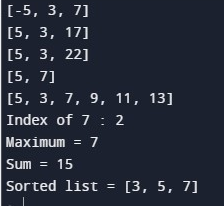 [-5, 3, 7]
[5, 3, 17]
[5, 3, 22]
[5, 7]
[5, 3, 7, 9, 11, 13]
Index of 7 : 2
Maximum = 7
Sum = 15
Sorted list = [3, 5, 7]